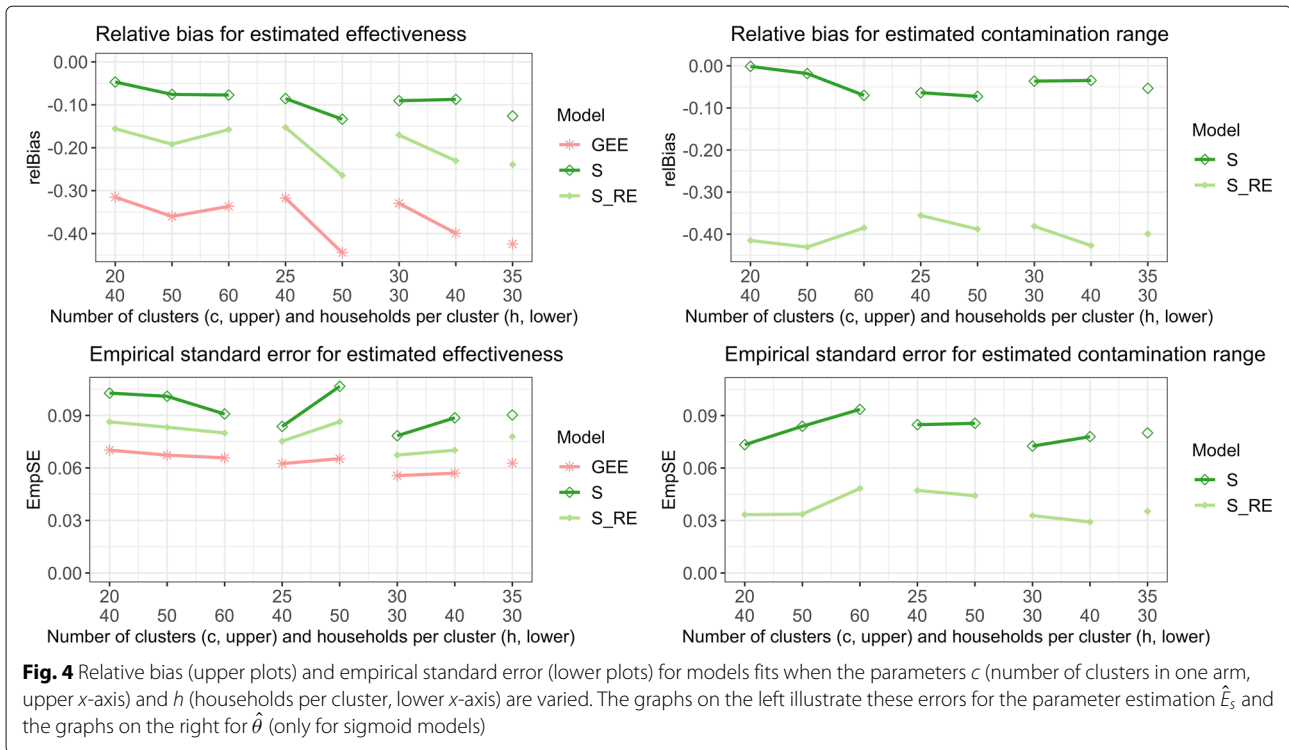 Relative bias for estimated effectiveness
0.00
-0.10
-0.20
-0.30
-0.40
relBias
20 25 30 35
40 50 60 40 50 30 40 30
Number of clusters (c, upper) and households per cluster (h, lower)
Model
GEE
S
S_RE
Relative bias for estimated contamination range
0.00
-0.10
-0.20
-0.30
-0.40
relBias
20 25 30 35
40 50 60 40 50 30 40 30
Number of clusters (c, upper) and households per cluster (h, lower)
Model
S
S_RE
Empirical standard error for estimated effectiveness
0.09
0.06
0.03
0.00
EmpSE
20 25 30 35
40 50 60 40 50 30 40 30
Number of clusters (c, upper) and households per cluster (h, lower)
Model
GEE
S
S_RE
Empirical standard error for estimated contamination range
0.09
0.06
0.03
0.00
EmpSE
20 25 30 35
40 50 60 40 50 30 40 30
Number of clusters (c, upper) and households per cluster (h, lower)
Model
S
S_RE
Fig. 4 Relative bias (upper plots) and empirical standard error (lower plots) for models fits when the parameters c (number of clusters in one arm,
upper x-axis) and h (households per cluster, lower x-axis) are varied. The graphs on the left illustrate these errors for the parameter estimation Ê_s and
the graphs on the right for θ̂ (only for sigmoid models)